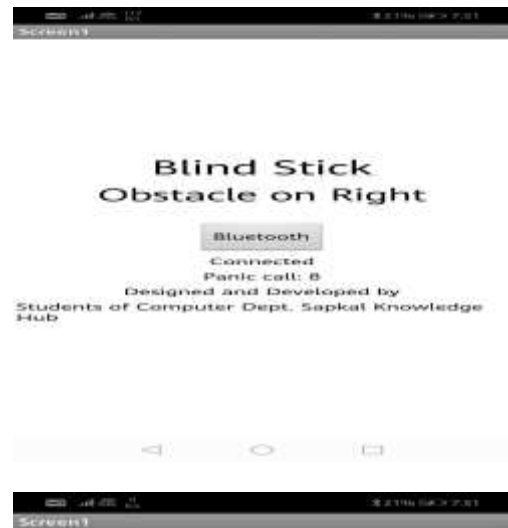 Screen1
Blind Stick
Obstacle on Right
Bluetooth
Connected
Panic call: 8
Designed and Developed by
Students of Computer Dept. Sapkal Knowledge
Hub
Screen1